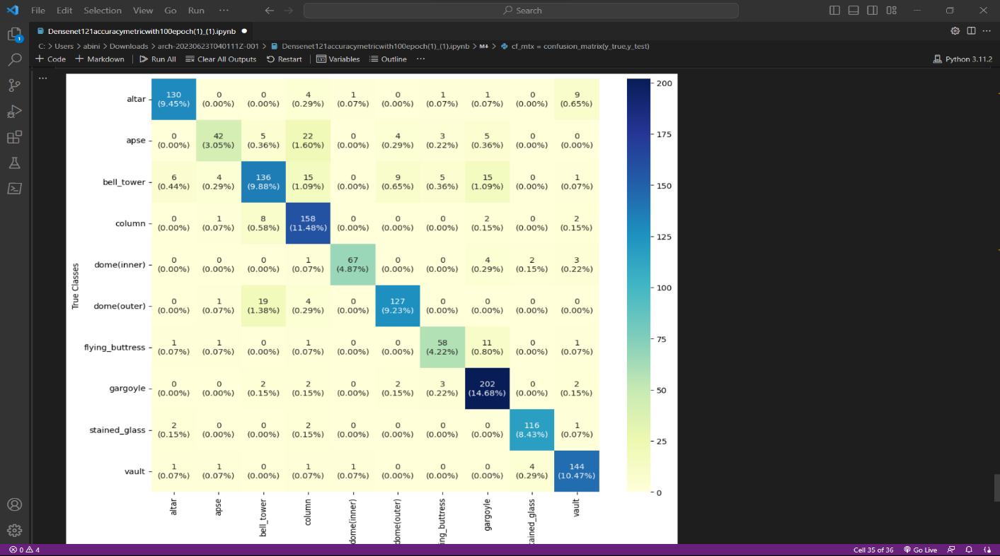 File Edit Selection View Go Run ··· Search
Densenet121accuracymetricwith100epoch(1)_(1).ipynb
C: > Users > abini > Downloads > arch-20230623T040111Z-001 > Densenet121accuracymetricwith100epoch(1)_(1).ipynb > M↓ > cf_mtx = confusion_matrix(y_true,y_test)
+ Code + Markdown Run All Clear All Outputs Restart Variables Outline ··· Python 3.11.2
1
···
True Classes
altar 130 0 0 4 1 0 1 1 0 9
(9.45%) (0.00%) (0.00%) (0.29%) (0.07%) (0.00%) (0.07%) (0.07%) (0.00%) (0.65%)
apse 0 42 5 22 0 4 3 5 0 0
(0.00%) (3.05%) (0.36%) (1.60%) (0.00%) (0.29%) (0.22%) (0.36%) (0.00%) (0.00%)
bell_tower 6 4 136 15 0 9 5 15 0 1
(0.44%) (0.29%) (9.88%) (1.09%) (0.00%) (0.65%) (0.36%) (1.09%) (0.00%) (0.07%)
column 0 1 8 158 0 0 0 2 0 2
(0.00%) (0.07%) (0.58%) (11.48%) (0.00%) (0.00%) (0.00%) (0.15%) (0.00%) (0.15%)
dome(inner) 0 0 0 1 67 0 0 4 2 3
(0.00%) (0.00%) (0.00%) (0.07%) (4.87%) (0.00%) (0.00%) (0.29%) (0.15%) (0.22%)
dome(outer) 0 1 19 4 0 127 0 0 0 0
(0.00%) (0.07%) (1.38%) (0.29%) (0.00%) (9.23%) (0.00%) (0.00%) (0.00%) (0.00%)
flying_buttress 1 1 0 1 0 0 58 11 0 1
(0.07%) (0.07%) (0.00%) (0.07%) (0.00%) (0.00%) (4.22%) (0.80%) (0.00%) (0.07%)
gargoyle 0 0 2 2 0 2 3 202 0 2
(0.00%) (0.00%) (0.15%) (0.15%) (0.00%) (0.15%) (0.22%) (14.68%) (0.00%) (0.15%)
stained_glass 2 0 0 2 0 0 0 0 116 1
(0.15%) (0.00%) (0.00%) (0.15%) (0.00%) (0.00%) (0.00%) (0.00%) (8.43%) (0.07%)
vault 1 1 0 1 1 0 0 0 4 144
(0.07%) (0.07%) (0.00%) (0.07%) (0.07%) (0.00%) (0.00%) (0.00%) (0.29%) (10.47%)
altar
apse
bell_tower
column
dome(inner)
dome(outer)
ing_buttress
gargoyle
tained_glass
vault
200
175
150
125
100
75
50
25
0
0 4 Cell 35 of 36 Go Live